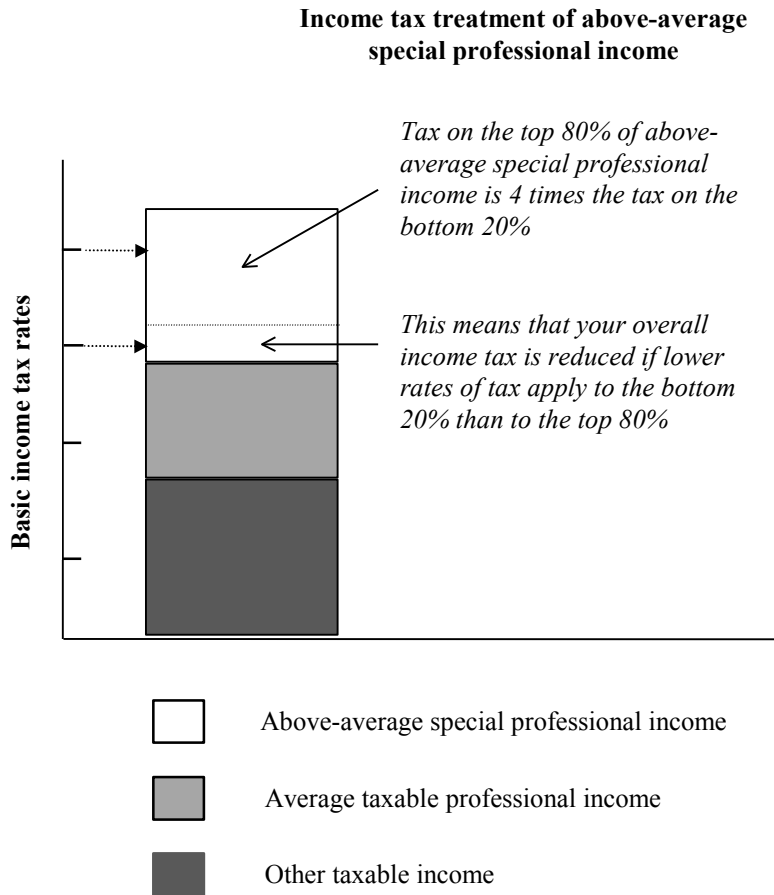 Income tax treatment of above-average
special professional income
Tax on the top 80% of above-
average special professional
income is 4 times the tax on the
bottom 20%
This means that your overall
income tax is reduced if lower
rates of tax apply to the bottom
20% than to the top 80%
Basic income tax rates
Above-average special professional income
Average taxable professional income
Other taxable income